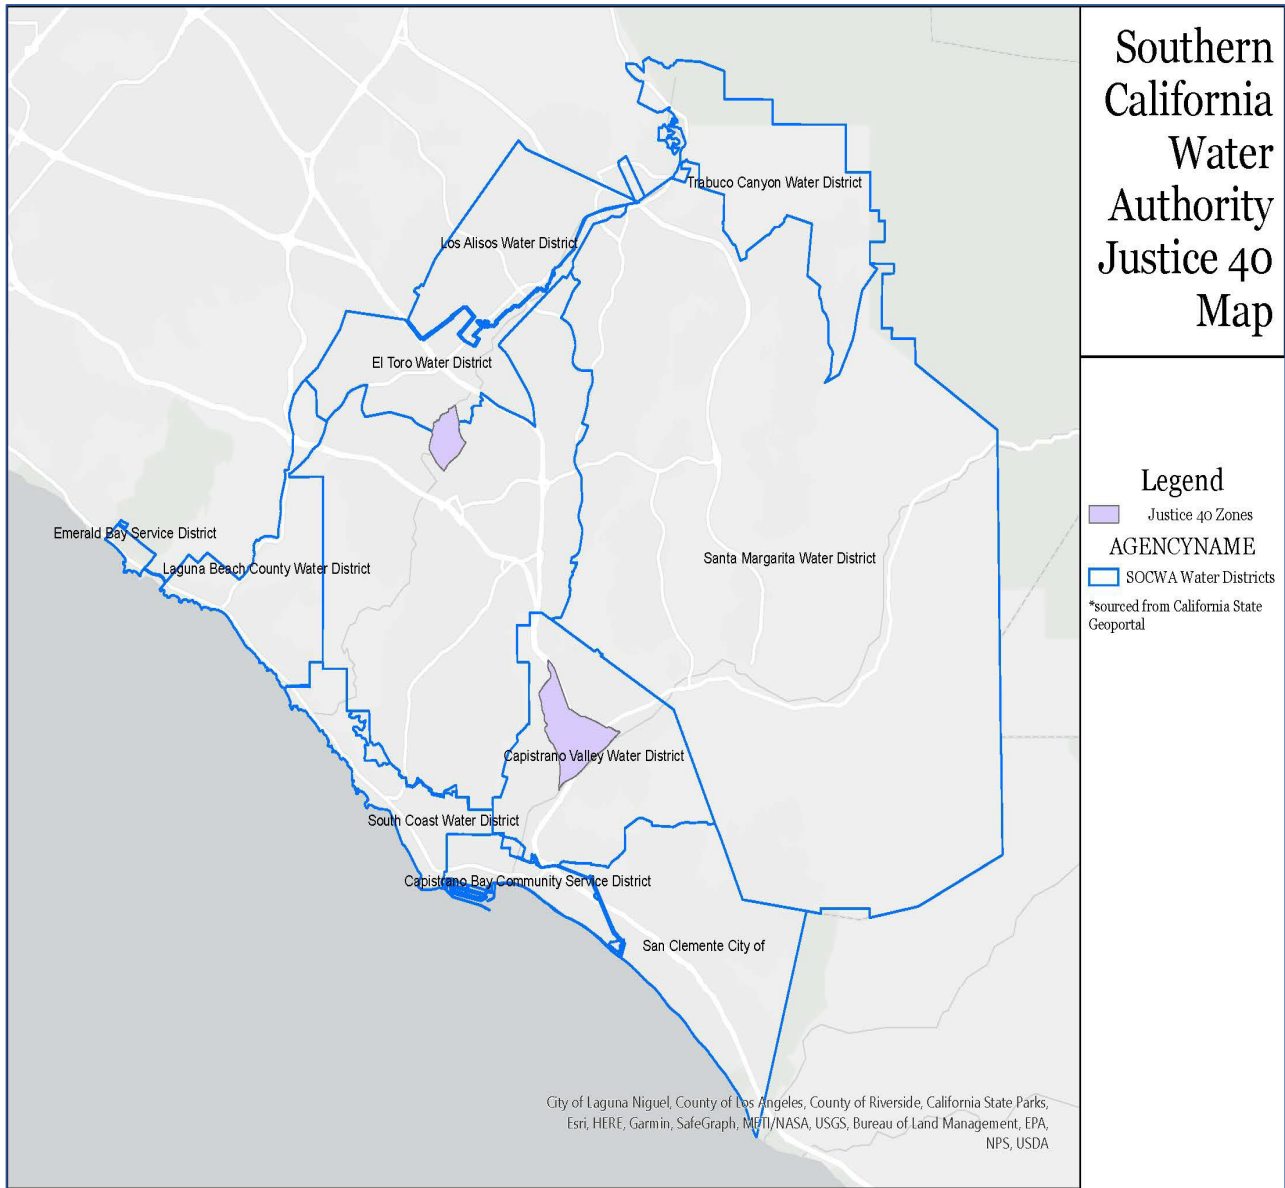 Southern
California
Water
Authority
Justice 40
Map
Legend
Justice 40 Zones
AGENCYNAME
SOCWA Water Districts
*sourced from California State
Geoportal
Trabuco Canyon Water District
Los Alisos Water District
El Toro Water District
Emerald Bay Service District
Laguna Beach County Water District
Santa Margarita Water District
Capistrano Valley Water District
South Coast Water District
Capistrano Bay Community Service District
San Clemente City of
City of Laguna Niguel, County of Los Angeles, County of Riverside, California State Parks,
Esri, HERE, Garmin, SafeGraph, METI/NASA, USGS, Bureau of Land Management, EPA,
NPS, USDA